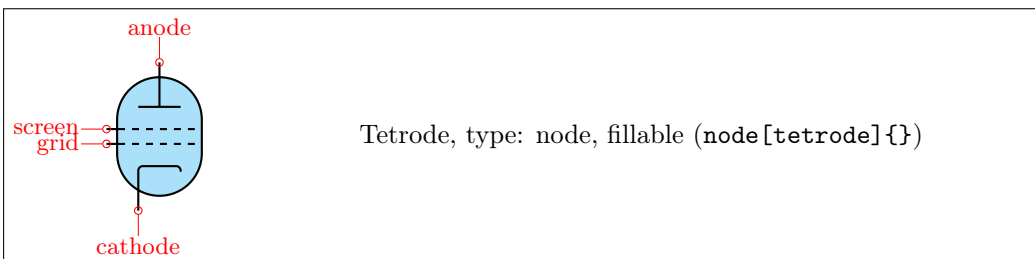 anode
screen
grid
Tetrode, type: node, fillable (node[tetrode]{})
cathode